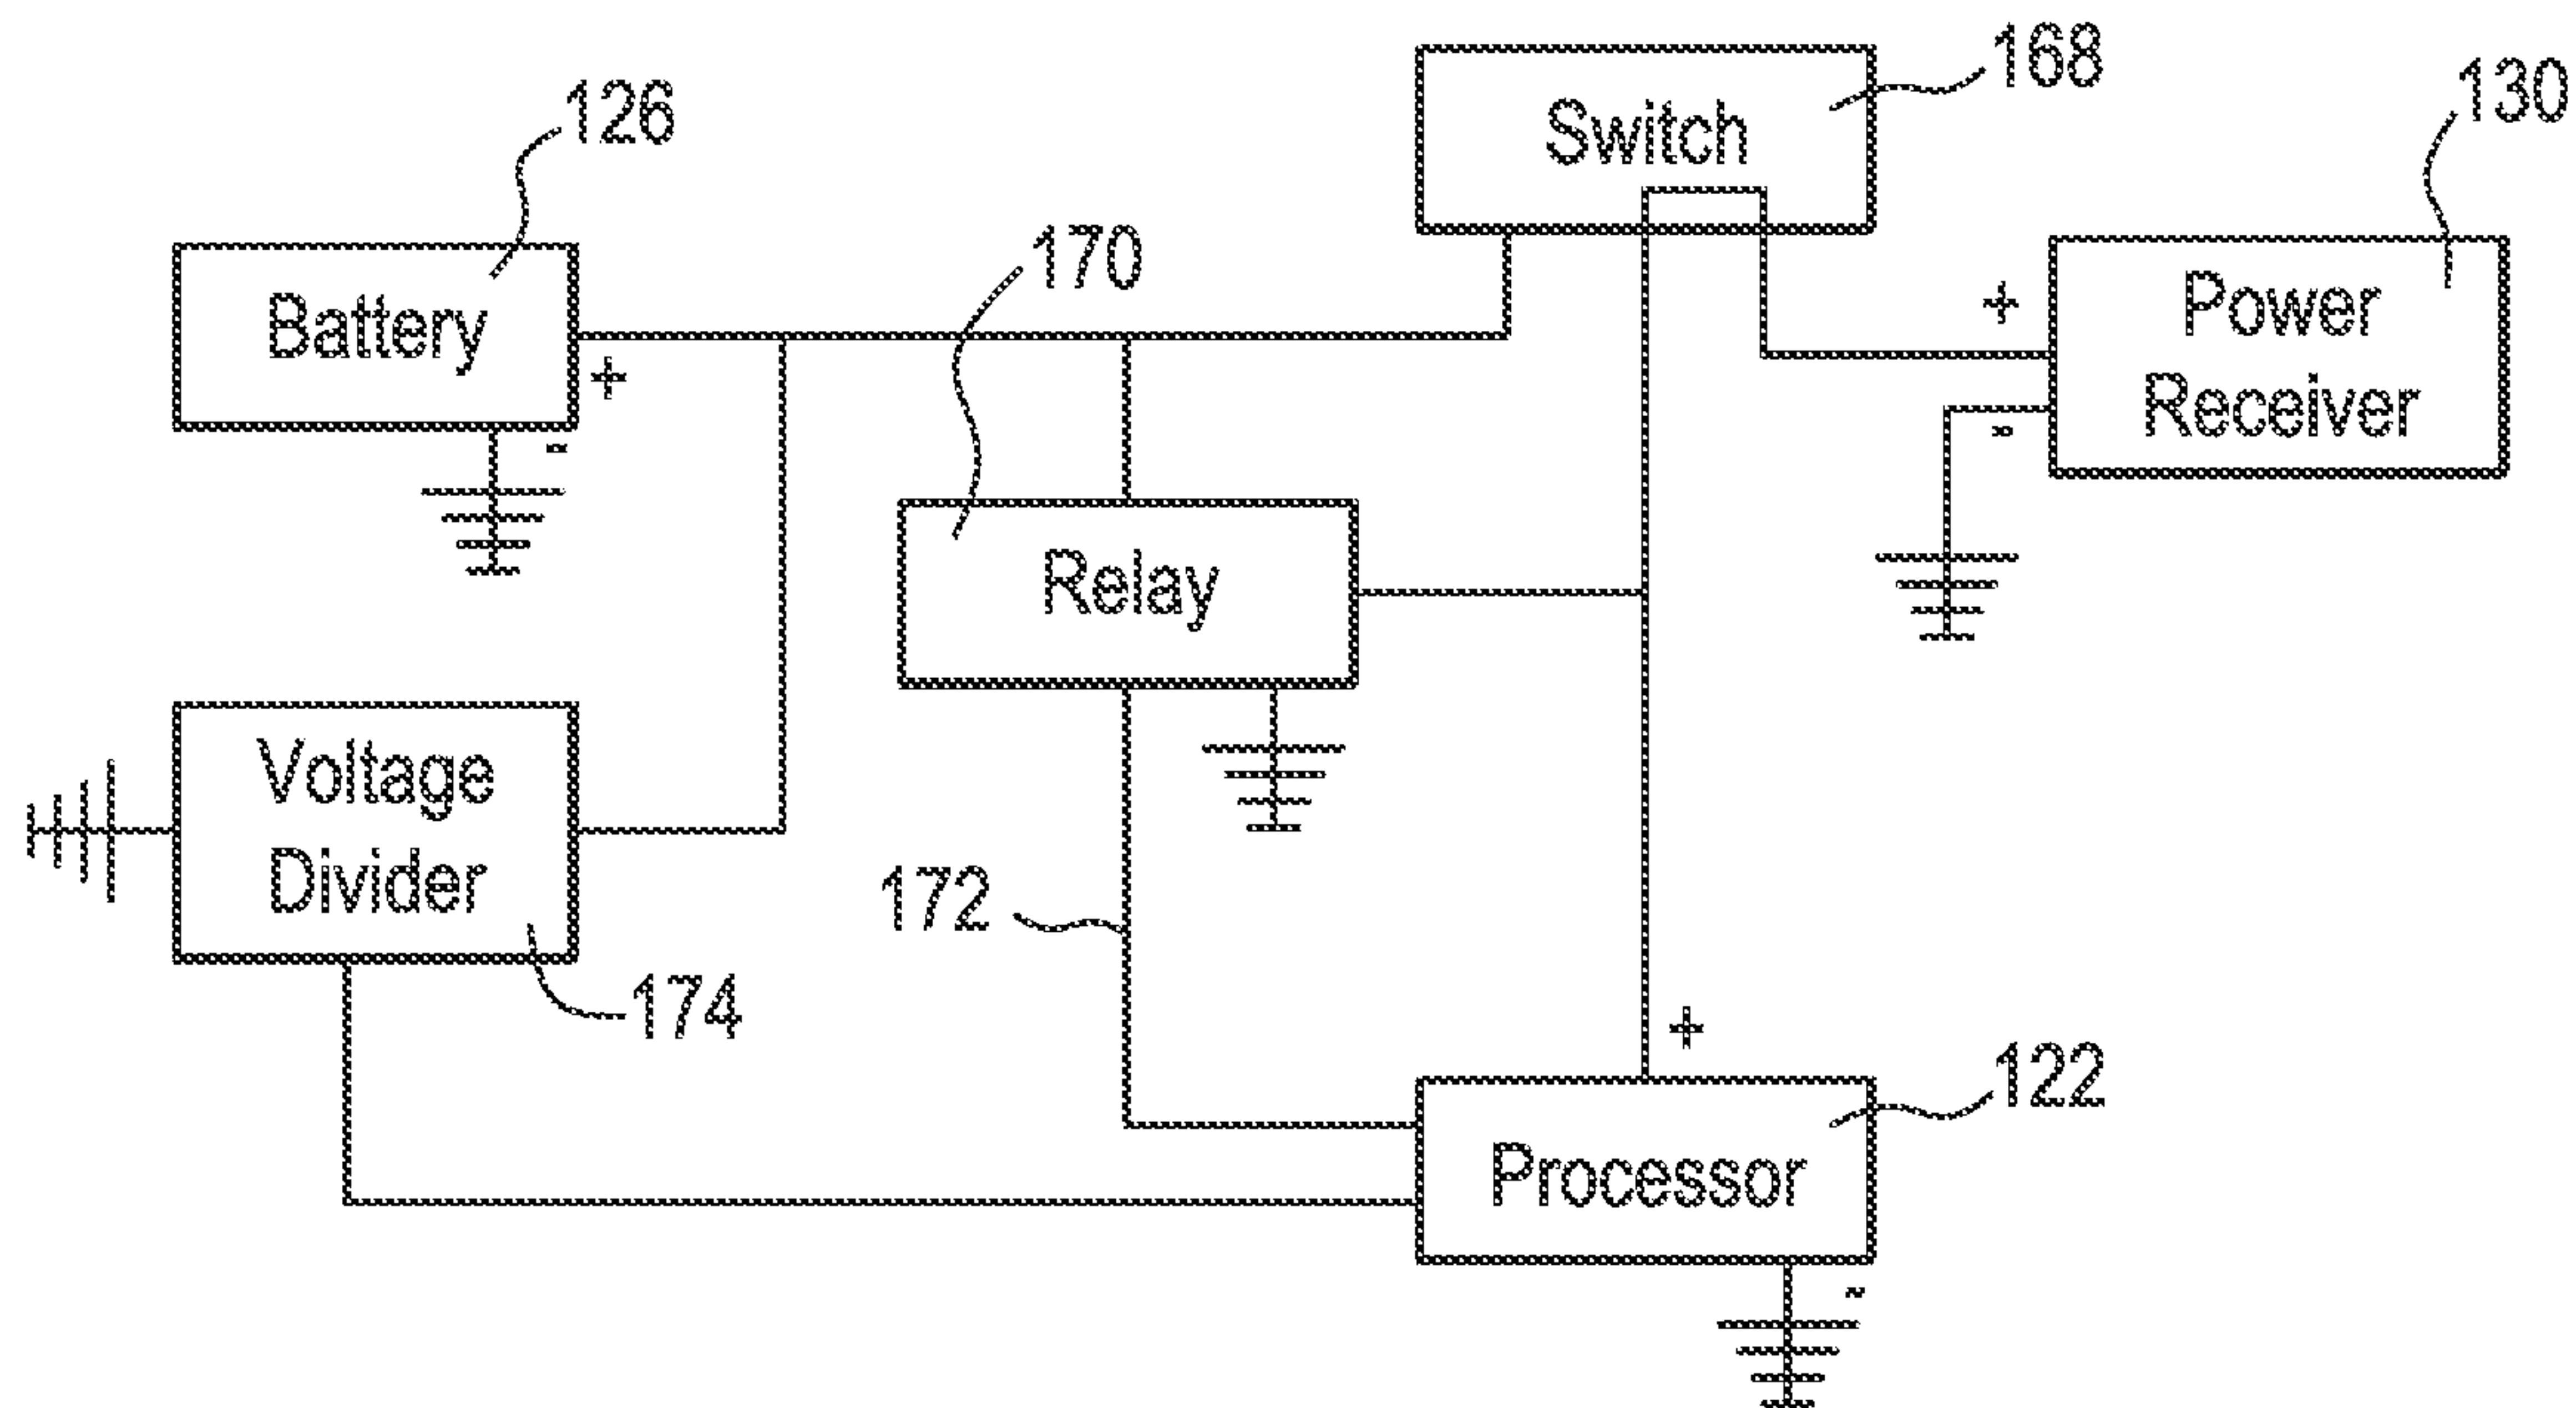 168
130
126
Switch
170
Power
Receiver
+
-
Battery
+
-
Relay
Voltage
Divider
172
174
+
122
Processor
-